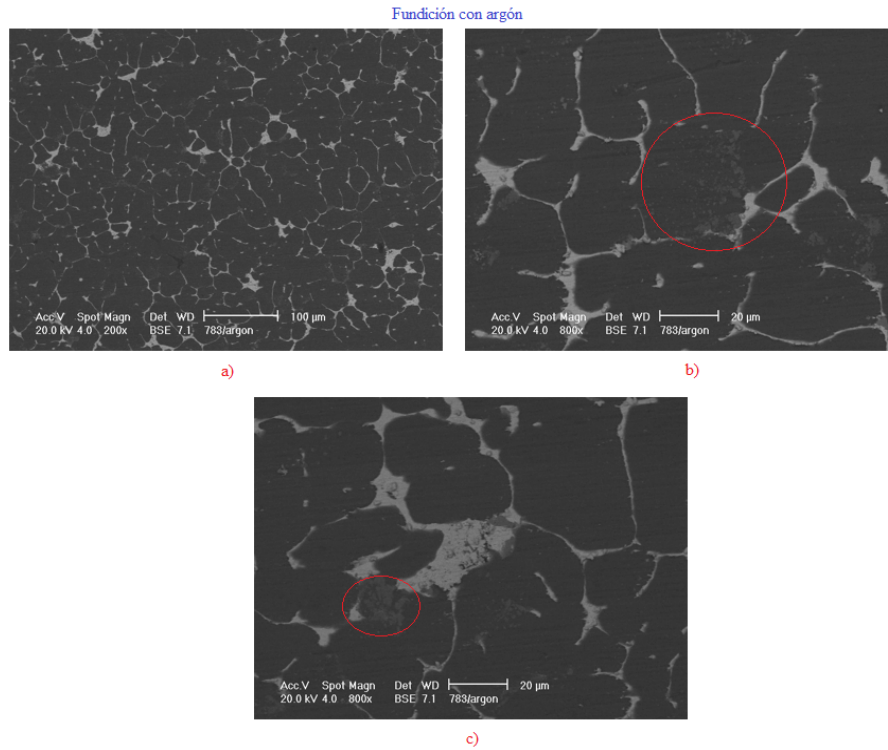 Fundición con argón
Acc.V Spot Magn Det WD 100 µm
20.0 kV 4.0 200x BSE 7.1 783/argon
a)
Acc.V Spot Magn Det WD 20 µm
20.0 kV 4.0 800x BSE 7.1 783/argon
b)
Acc.V Spot Magn Det WD 20 µm
20.0 kV 4.0 800x BSE 7.1 783/argon
c)